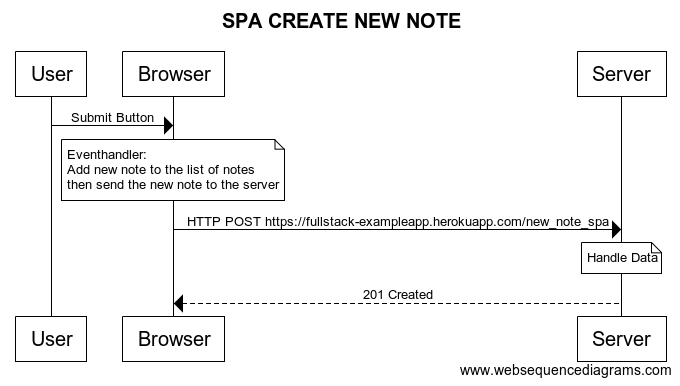 SPA CREATE NEW NOTE
User
Browser
Server
Submit Button
Eventhandler:
Add new note to the list of notes
then send the new note to the server
HTTP POST https://fullstack-exampleapp.herokuapp.com/new_note_spa
Handle Data
201 Created
User
Browser
Server
www.websequencediagrams.com